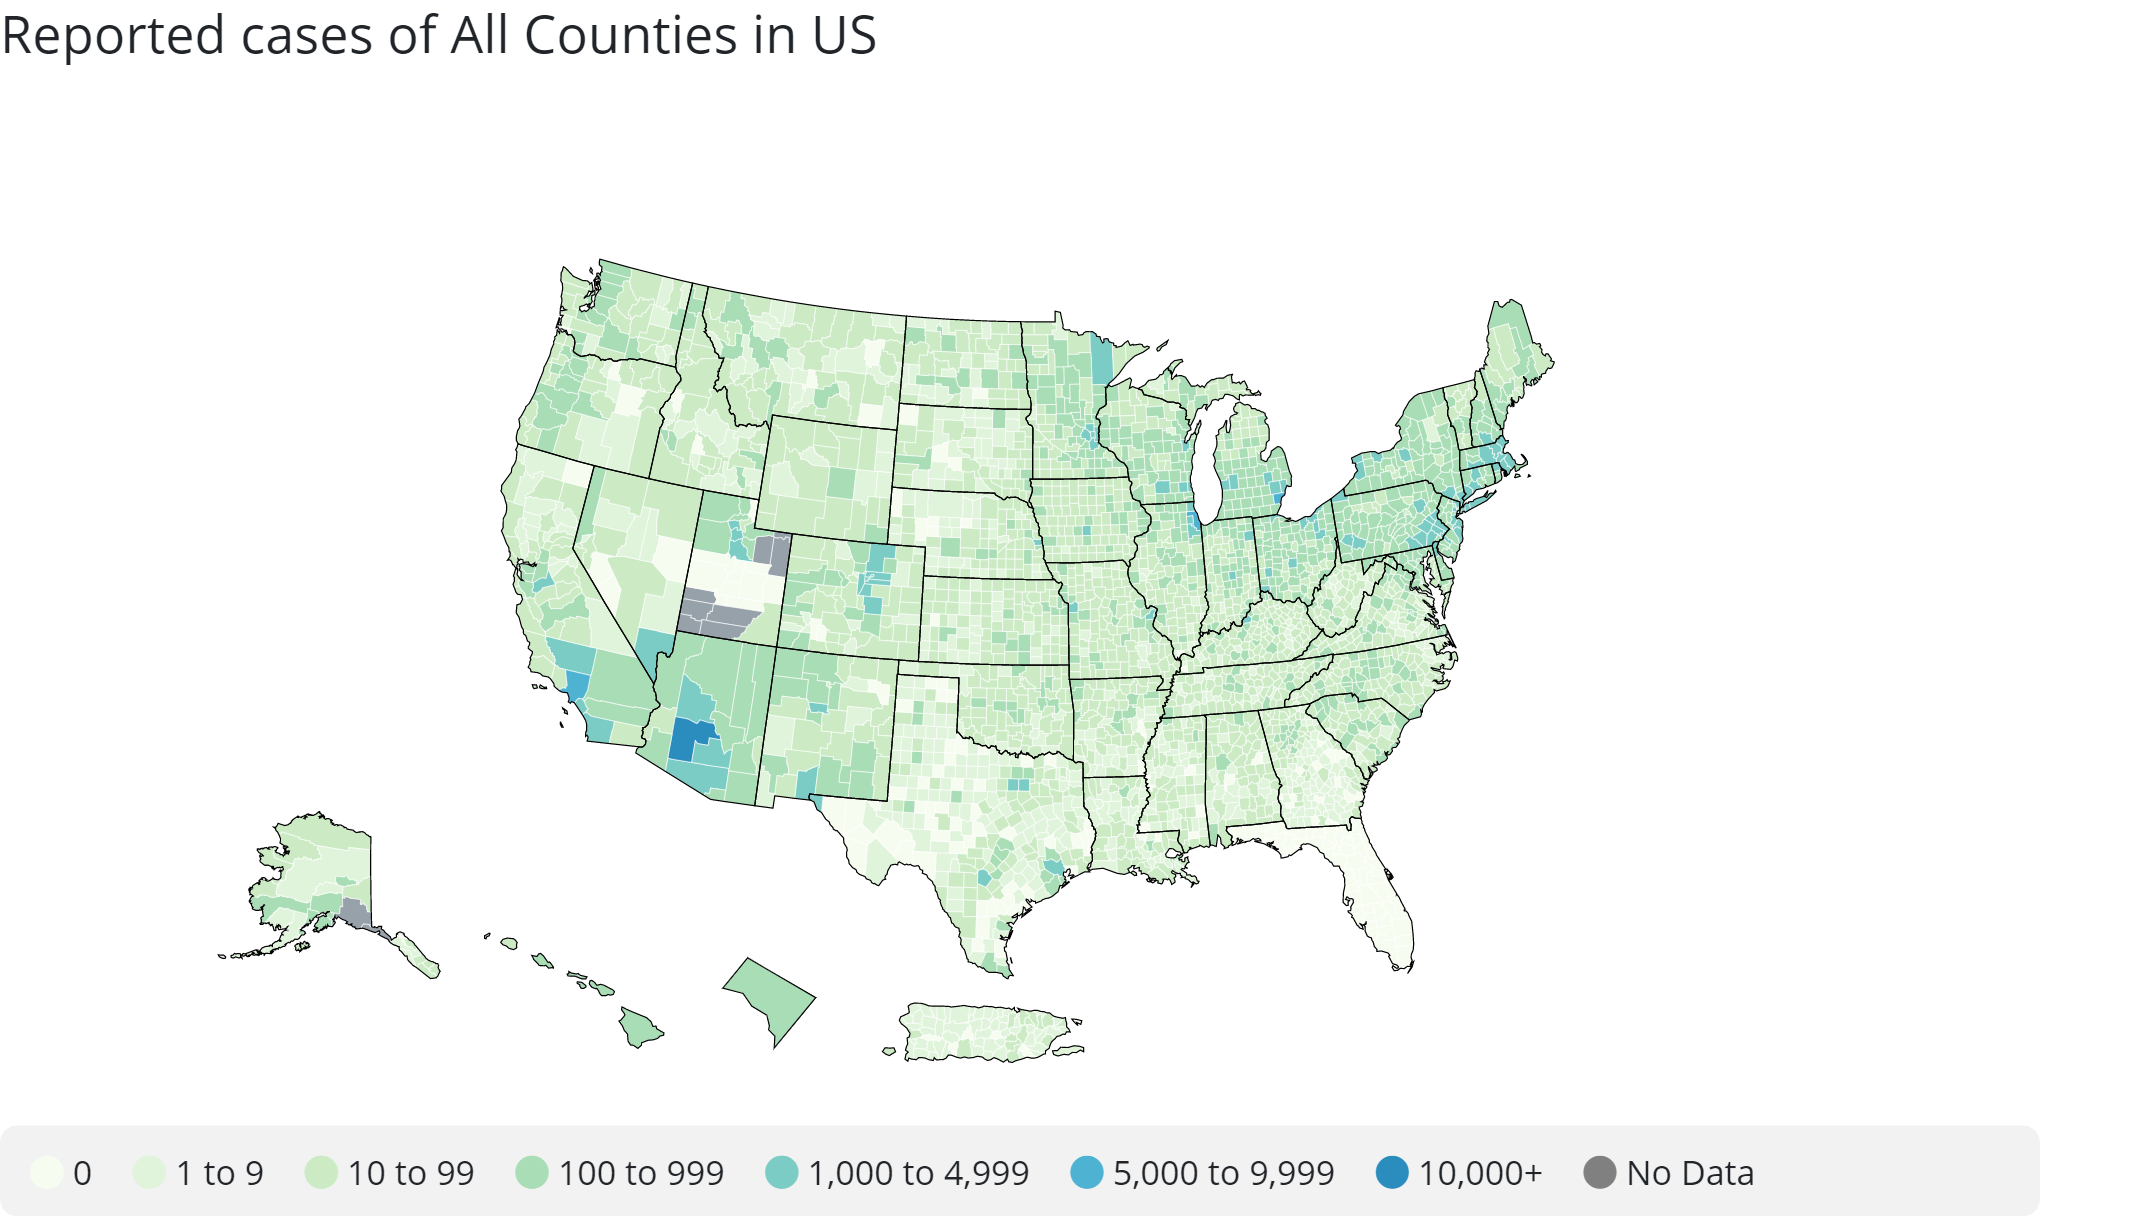 Reported cases of All Counties in US
0 1 to 9 10 to 99 100 to 999 1,000 to 4,999 5,000 to 9,999 10,000+ No Data